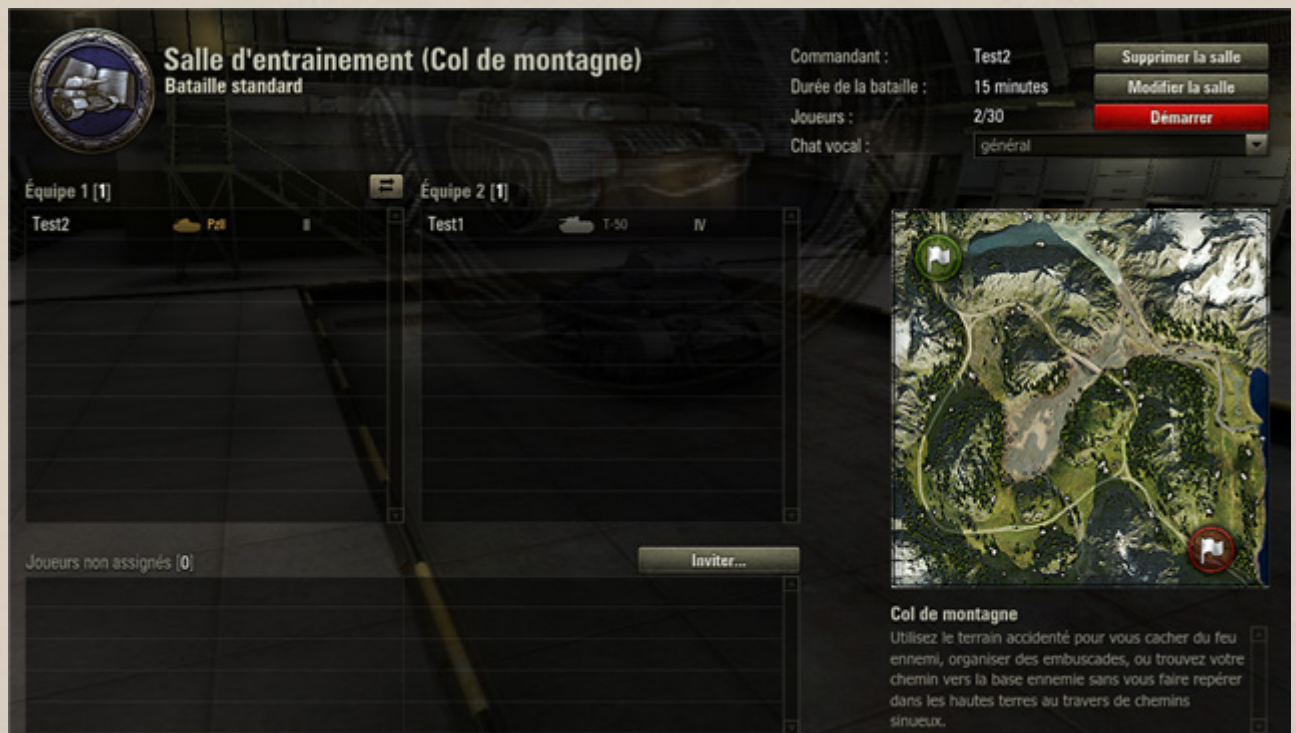 Salle d'entrainement (Col de montagne)
Bataille standard
Commandant : Test2 Supprimer la salle
Durée de la bataille : 15 minutes Modifier la salle
Joueurs : 2/30 Démarrer
Chat vocal : général
Équipe 1 [1] Équipe 2 [1]
Test2 PzII II Test1 T-50 IV
Joueurs non assignés [0] Inviter...
Col de montagne
Utilisez le terrain accidenté pour vous cacher du feu
ennemi, organiser des embuscades, ou trouvez votre
chemin vers la base ennemie sans vous faire repérer
dans les hautes terres au travers de chemins
sinueux.